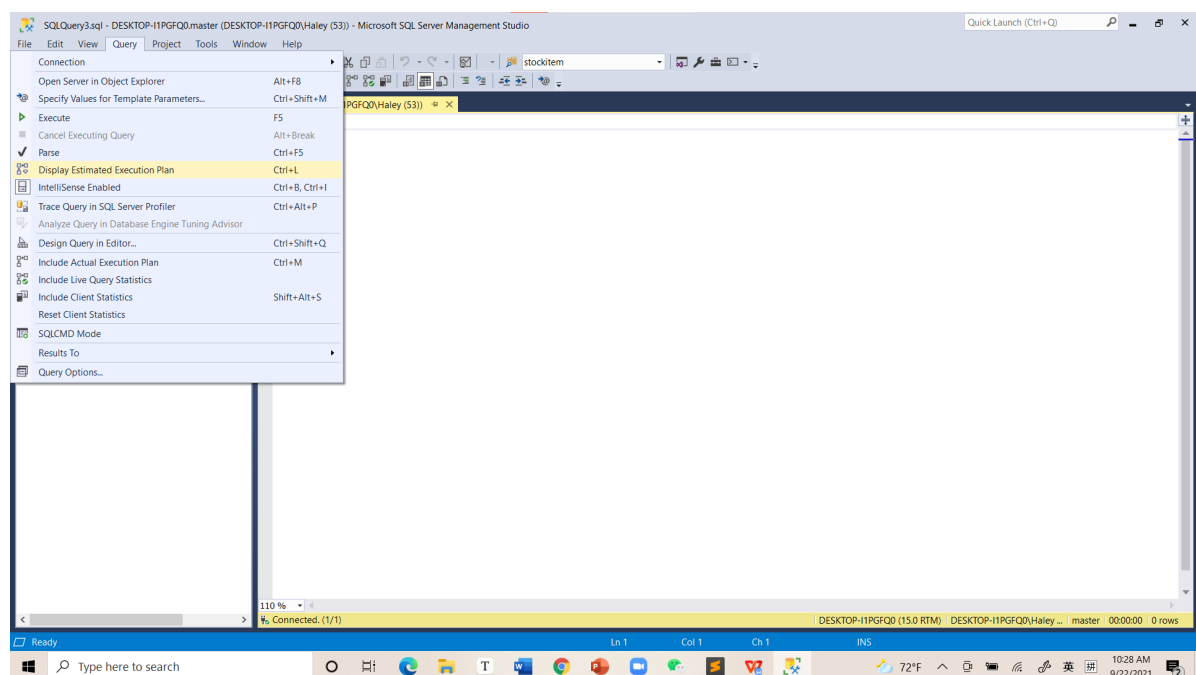 SQLQuery3.sql - DESKTOP-I1PGFQ0.master (DESKTOP-I1PGFQ0\Haley (53)) - Microsoft SQL Server Management Studio
Quick Launch (Ctrl+Q)
File Edit View Query Project Tools Window Help
Connection
stockitem
Open Server in Object Explorer Alt+F8
Specify Values for Template Parameters... Ctrl+Shift+M
1PGFQ0\Haley (53))
Execute F5
Cancel Executing Query Alt+Break
Parse Ctrl+F5
Display Estimated Execution Plan Ctrl+L
IntelliSense Enabled Ctrl+B, Ctrl+I
Trace Query in SQL Server Profiler Ctrl+Alt+P
Analyze Query in Database Engine Tuning Advisor
Design Query in Editor... Ctrl+Shift+Q
Include Actual Execution Plan Ctrl+M
Include Live Query Statistics
Include Client Statistics Shift+Alt+S
Reset Client Statistics
SQLCMD Mode
Results To
Query Options...
110 %
Connected. (1/1) DESKTOP-I1PGFQ0 (15.0 RTM) DESKTOP-I1PGFQ0\Haley ... master 00:00:00 0 rows
Ready Ln 1 Col 1 Ch 1 INS
Type here to search
72°F 英 拼 10:28 AM
9/22/2021